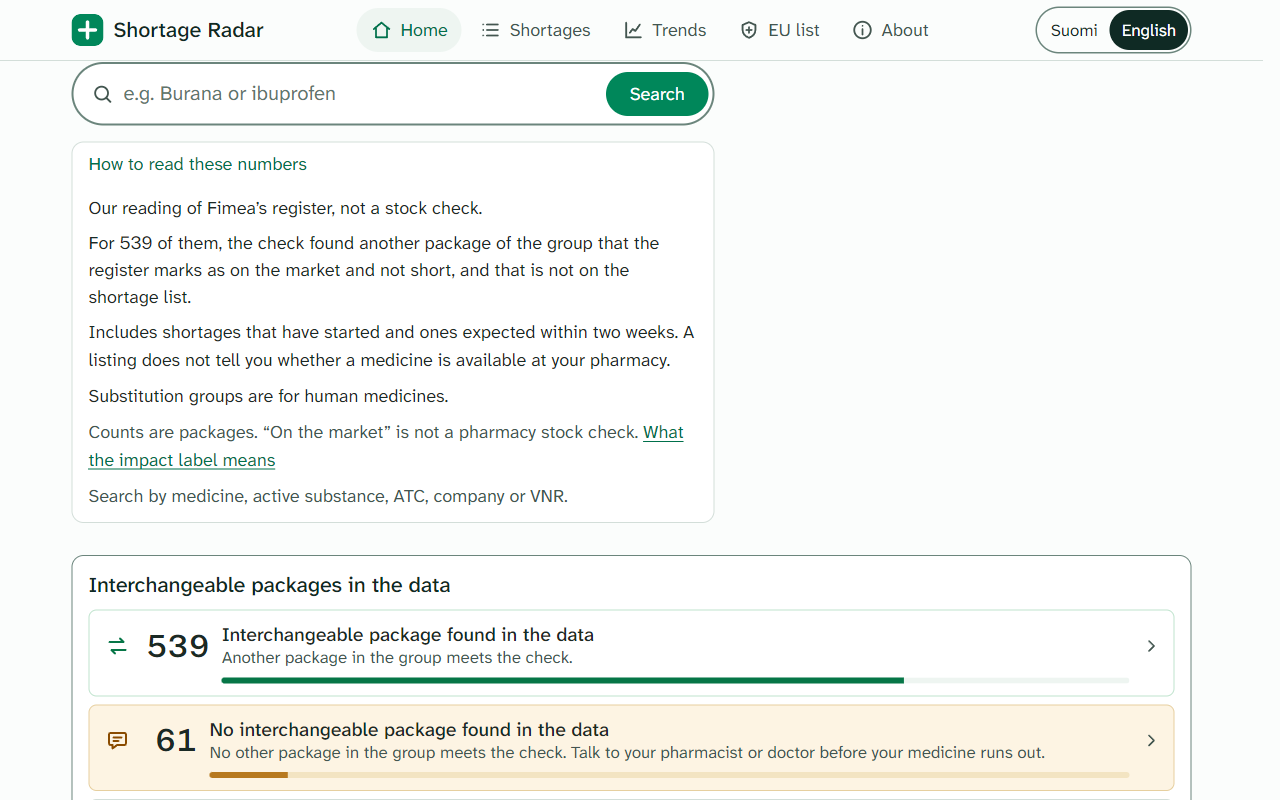 Shortage Radar
Home
Shortages
Trends
EU list
About
Suomi
English
e.g. Burana or ibuprofen
Search
How to read these numbers
Our reading of Fimea’s register, not a stock check.
For 539 of them, the check found another package of the group that the
register marks as on the market and not short, and that is not on the
shortage list.
Includes shortages that have started and ones expected within two weeks. A
listing does not tell you whether a medicine is available at your pharmacy.
Substitution groups are for human medicines.
Counts are packages. “On the market” is not a pharmacy stock check. What
the impact label means
Search by medicine, active substance, ATC, company or VNR.
Interchangeable packages in the data
539
Interchangeable package found in the data
Another package in the group meets the check.
61
No interchangeable package found in the data
No other package in the group meets the check. Talk to your pharmacist or doctor before your medicine runs out.